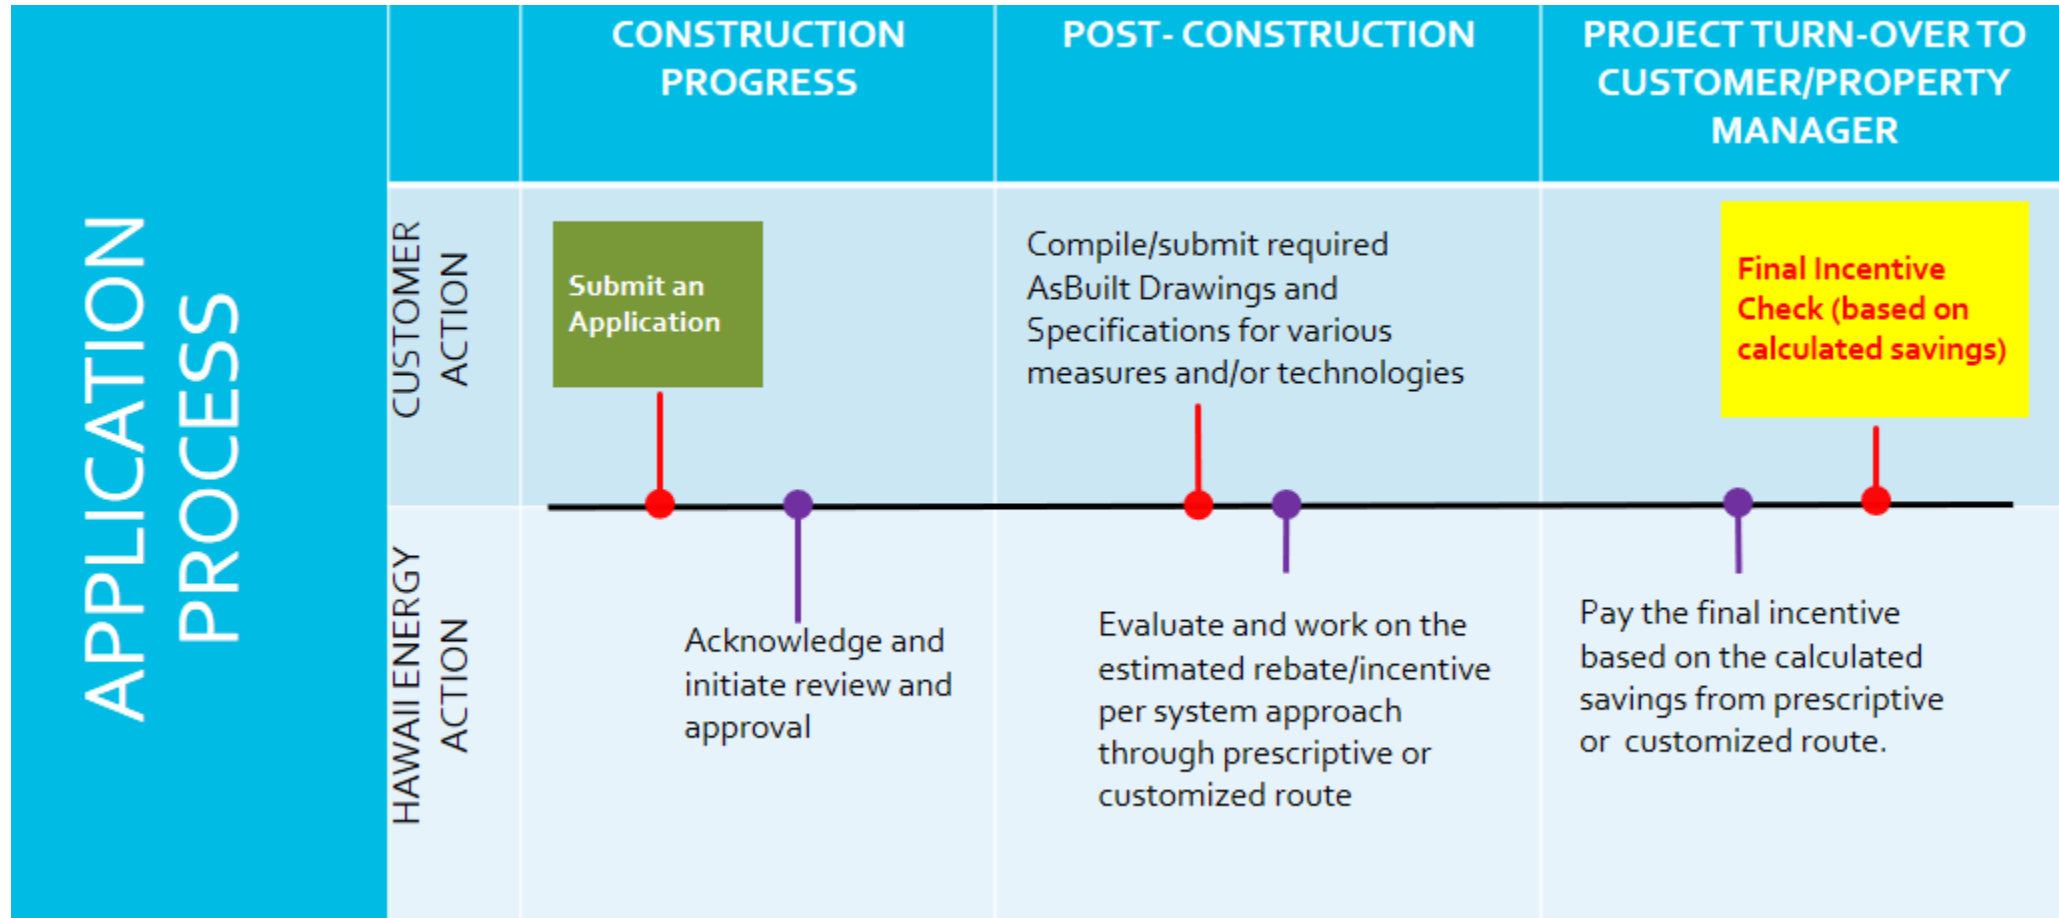 APPLICATION
PROCESS
CONSTRUCTION
PROGRESS
POST- CONSTRUCTION
PROJECT TURN-OVER TO
CUSTOMER/PROPERTY
MANAGER
CUSTOMER
ACTION
Submit an
Application
Compile/submit required
AsBuilt Drawings and
Specifications for various
measures and/or technologies
Final Incentive
Check (based on
calculated savings)
HAWAII ENERGY
ACTION
Acknowledge and
initiate review and
approval
Evaluate and work on the
estimated rebate/incentive
per system approach
through prescriptive or
customized route
Pay the final incentive
based on the calculated
savings from prescriptive
or  customized route.